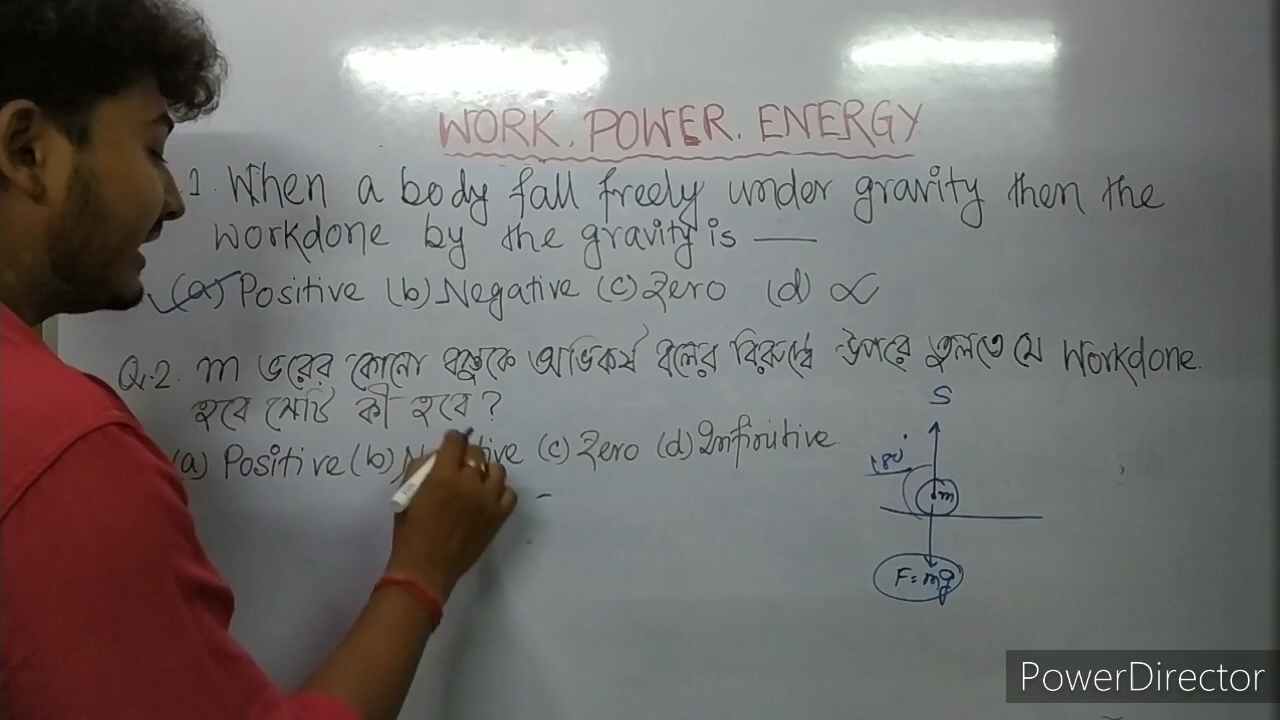 WORK, POWER, ENERGY
.1. When a body fall freely under gravity then the
workdone by the gravity is —
(a) Positive (b) Negative (c) Zero (d) ∝
Q.2. m ভরের কোনো বস্তুকে অভিকর্ষ বলের বিরুদ্ধে উপরে তুলতে যে Workdone.
হবে সেটি কী হবে?
(a) Positive (b) Negative (c) Zero (d) Infinitive
S
180°
m
F = mg
PowerDirector